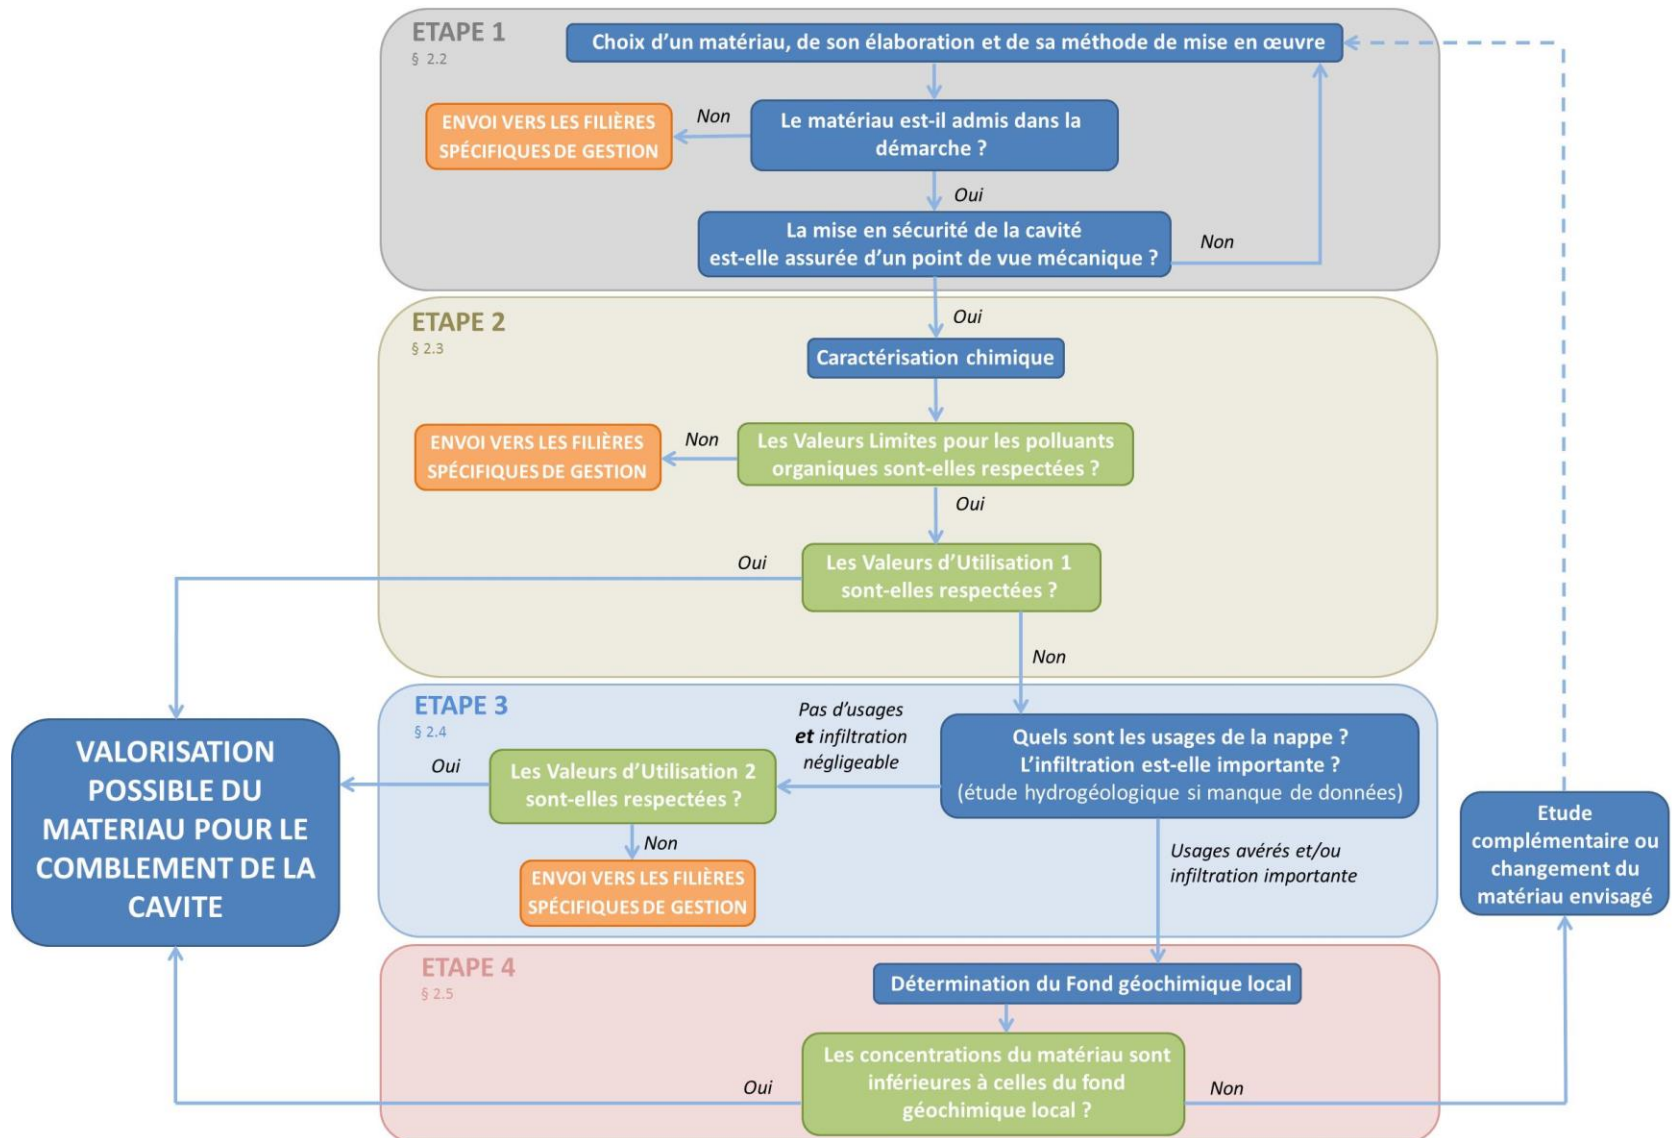 ETAPE 1
§ 2.2
Choix d’un matériau, de son élaboration et de sa méthode de mise en œuvre
ENVOI VERS LES FILIÈRES
SPÉCIFIQUES DE GESTION
Non
Le matériau est-il admis dans la
démarche ?
Oui
La mise en sécurité de la cavité
est-elle assurée d’un point de vue mécanique ?
Non
Oui
ETAPE 2
§ 2.3
Caractérisation chimique
ENVOI VERS LES FILIÈRES
SPÉCIFIQUES DE GESTION
Non
Les Valeurs Limites pour les polluants
organiques sont-elles respectées ?
Oui
Oui
Les Valeurs d’Utilisation 1
sont-elles respectées ?
Non
ETAPE 3
§ 2.4
Pas d’usages
et infiltration
négligeable
Quels sont les usages de la nappe ?
L’infiltration est-elle importante ?
(étude hydrogéologique si manque de données)
Oui
Les Valeurs d’Utilisation 2
sont-elles respectées ?
Non
ENVOI VERS LES FILIÈRES
SPÉCIFIQUES DE GESTION
Usages avérés et/ou
infiltration importante
VALORISATION
POSSIBLE DU
MATERIAU POUR LE
COMBLEMENT DE LA
CAVITE
Etude
complémentaire ou
changement du
matériau envisagé
ETAPE 4
§ 2.5
Détermination du Fond géochimique local
Oui
Les concentrations du matériau sont
inférieures à celles du fond
géochimique local ?
Non